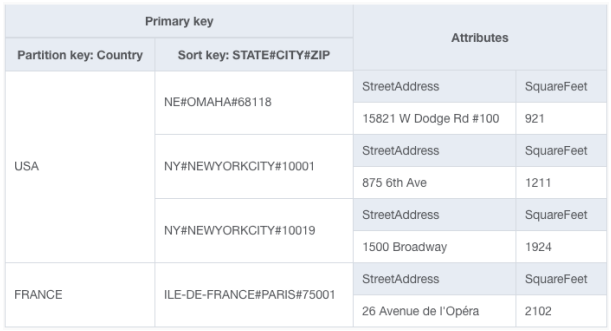 Primary key
Attributes
Partition key: Country Sort key: STATE#CITY#ZIP
StreetAddress SquareFeet
NE#OMAHA#68118
15821 W Dodge Rd #100 921
StreetAddress SquareFeet
USA NY#NEWYORKCITY#10001
875 6th Ave 1211
StreetAddress SquareFeet
NY#NEWYORKCITY#10019
1500 Broadway 1924
StreetAddress SquareFeet
FRANCE ILE-DE-FRANCE#PARIS#75001
26 Avenue de l'Opéra 2102